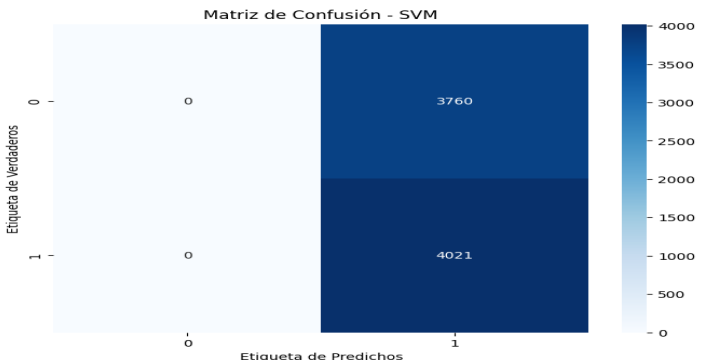 Matriz de Confusión - SVM
4000
3500
0 0 3760
3000
2500
2000
1500
1 0 4021
1000
500
0
0 1
Etiqueta de Verdaderos
Etiqueta de Predichos